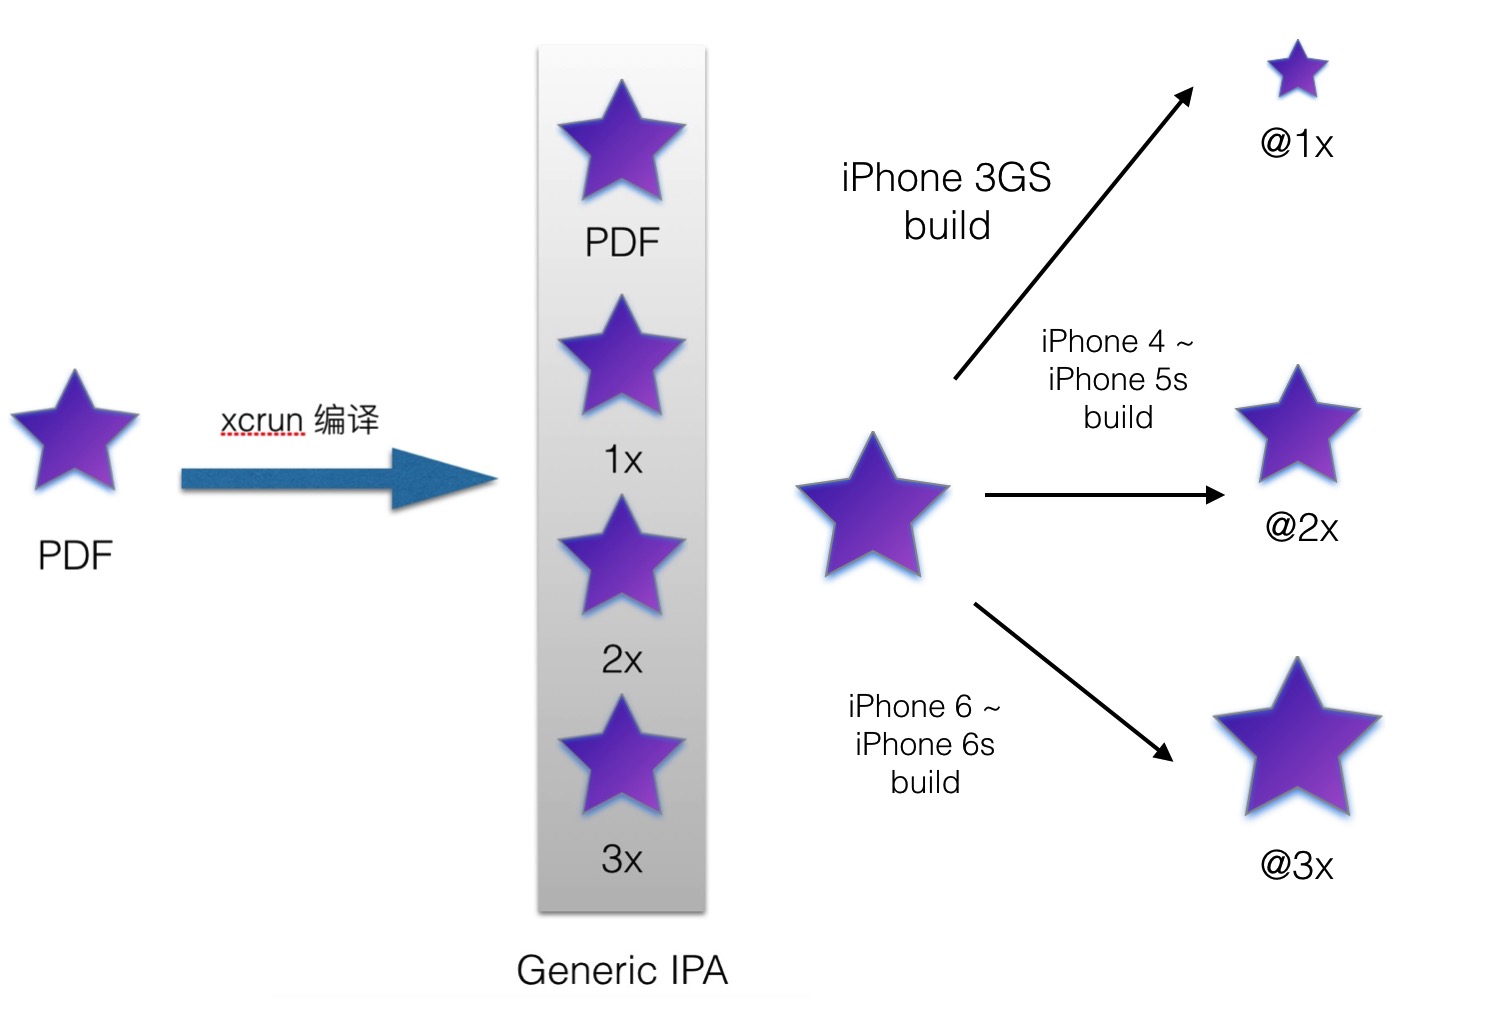 PDF
xcrun 编译
PDF
1x
2x
3x
Generic IPA
iPhone 3GS
build
iPhone 4 ~
iPhone 5s
build
iPhone 6 ~
iPhone 6s
build
@1x
@2x
@3x